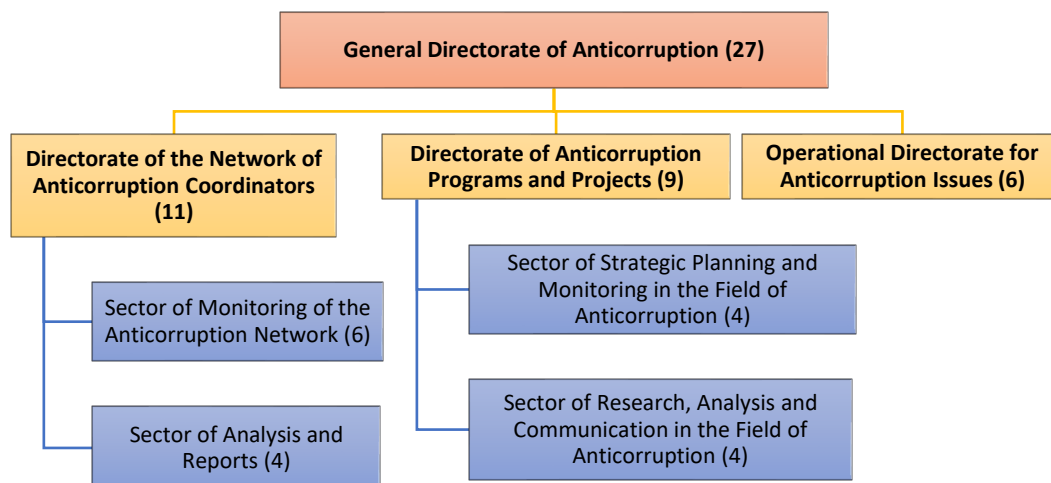 General Directorate of Anticorruption (27)
Directorate of the Network of
Anticorruption Coordinators
(11)
Directorate of Anticorruption
Programs and Projects (9)
Operational Directorate for
Anticorruption Issues (6)
Sector of Monitoring of the
Anticorruption Network (6)
Sector of Analysis and
Reports (4)
Sector of Strategic Planning and
Monitoring in the Field of
Anticorruption (4)
Sector of Research, Analysis and
Communication in the Field of
Anticorruption (4)